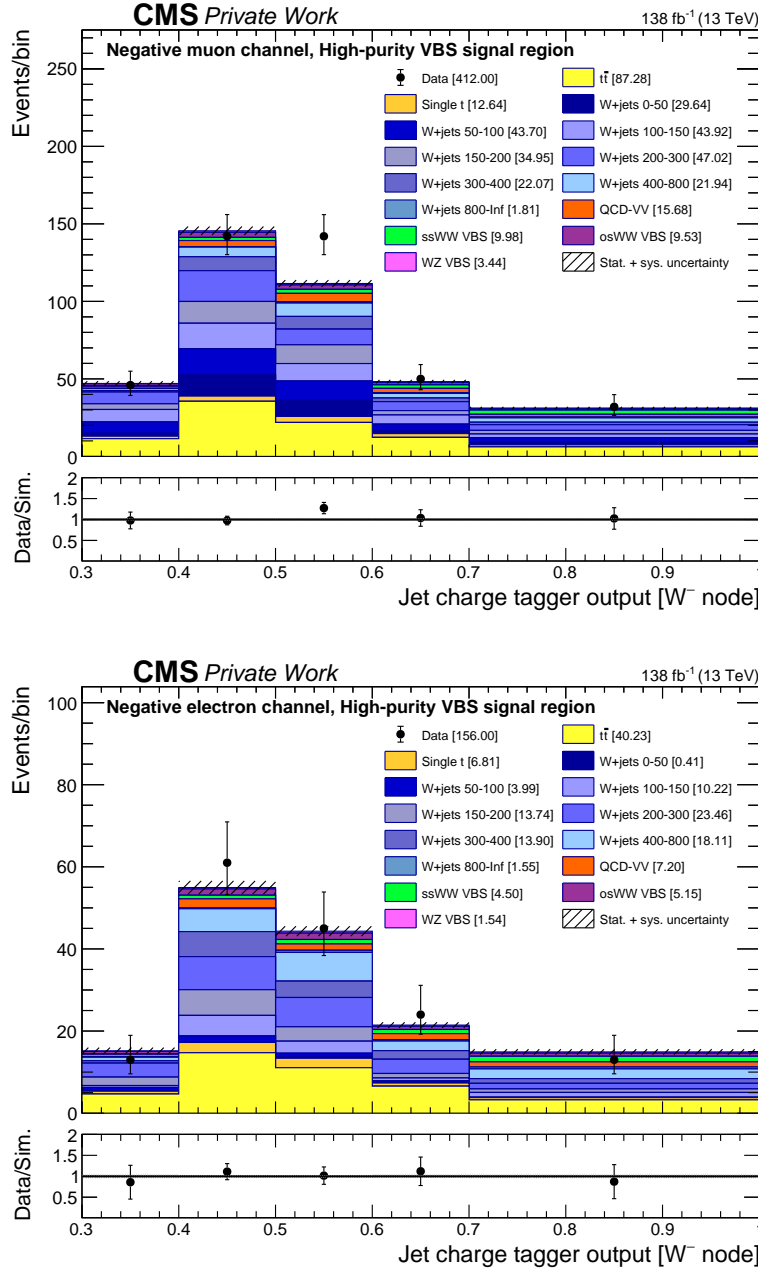 CMS Private Work 138 fb⁻¹ (13 TeV)
Negative muon channel, High-purity VBS signal region
Data [412.00] tt̄ [87.28]
Single t [12.64] W+jets 0-50 [29.64]
W+jets 50-100 [43.70] W+jets 100-150 [43.92]
W+jets 150-200 [34.95] W+jets 200-300 [47.02]
W+jets 300-400 [22.07] W+jets 400-800 [21.94]
W+jets 800-Inf [1.81] QCD-VV [15.68]
ssWW VBS [9.98] osWW VBS [9.53]
WZ VBS [3.44] Stat. + sys. uncertainty
Events/bin
250
200
150
100
50
0
Data/Sim.
2
1.5
1
0.5
0.3 0.4 0.5 0.6 0.7 0.8 0.9 1
Jet charge tagger output [W⁻ node]
CMS Private Work 138 fb⁻¹ (13 TeV)
Negative electron channel, High-purity VBS signal region
Data [156.00] tt̄ [40.23]
Single t [6.81] W+jets 0-50 [0.41]
W+jets 50-100 [3.99] W+jets 100-150 [10.22]
W+jets 150-200 [13.74] W+jets 200-300 [23.46]
W+jets 300-400 [13.90] W+jets 400-800 [18.11]
W+jets 800-Inf [1.55] QCD-VV [7.20]
ssWW VBS [4.50] osWW VBS [5.15]
WZ VBS [1.54] Stat. + sys. uncertainty
Events/bin
100
80
60
40
20
0
Data/Sim.
2
1.5
1
0.5
0.3 0.4 0.5 0.6 0.7 0.8 0.9 1
Jet charge tagger output [W⁻ node]